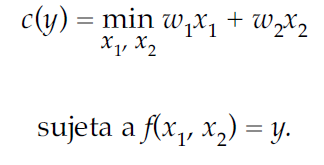 c(y) = min w₁x₁ + w₂x₂
x₁, x₂
sujeta a f(x₁, x₂) = y.